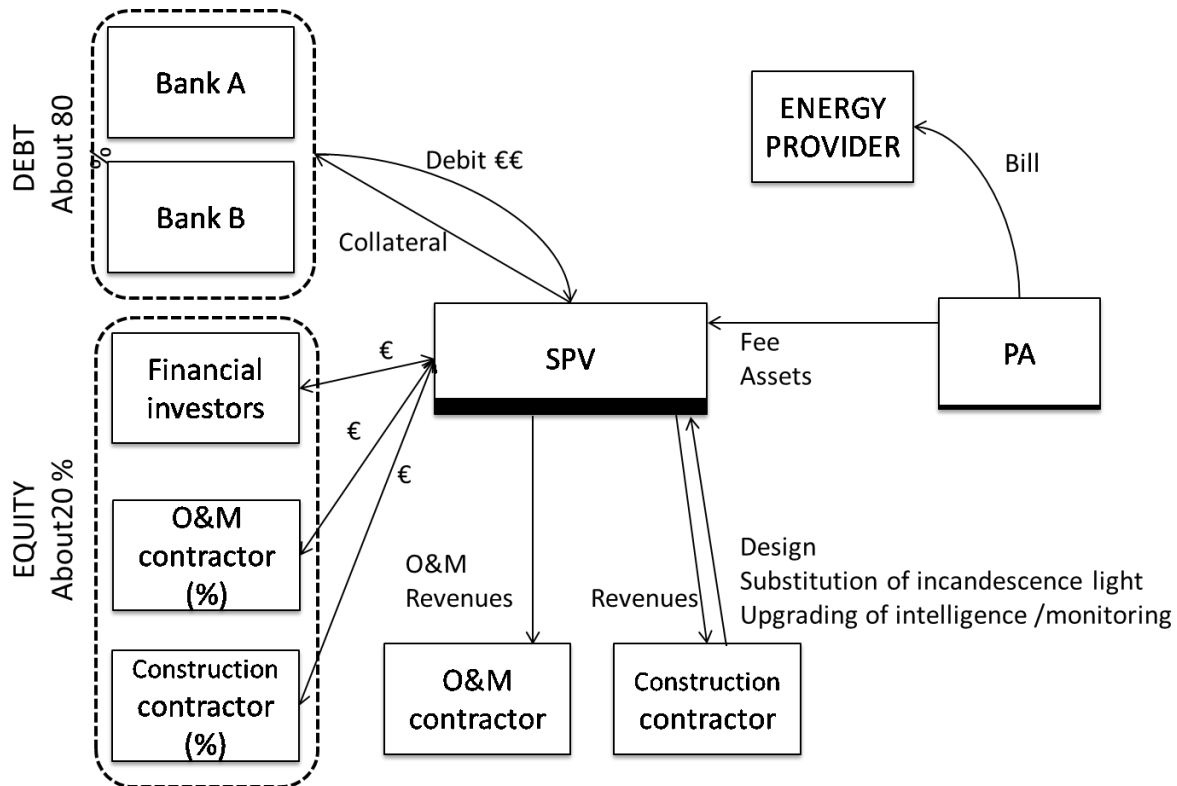 DEBT
About 80
%
Bank A
Bank B
Debit €€
Collateral
ENERGY
PROVIDER
Bill
EQUITY
About20 %
Financial
investors
€
€
€
SPV
Fee
Assets
PA
O&M
contractor
(%)
Construction
contractor
(%)
O&M
Revenues
Revenues
Design
Substitution of incandescence light
Upgrading of intelligence /monitoring
O&M
contractor
Construction
contractor